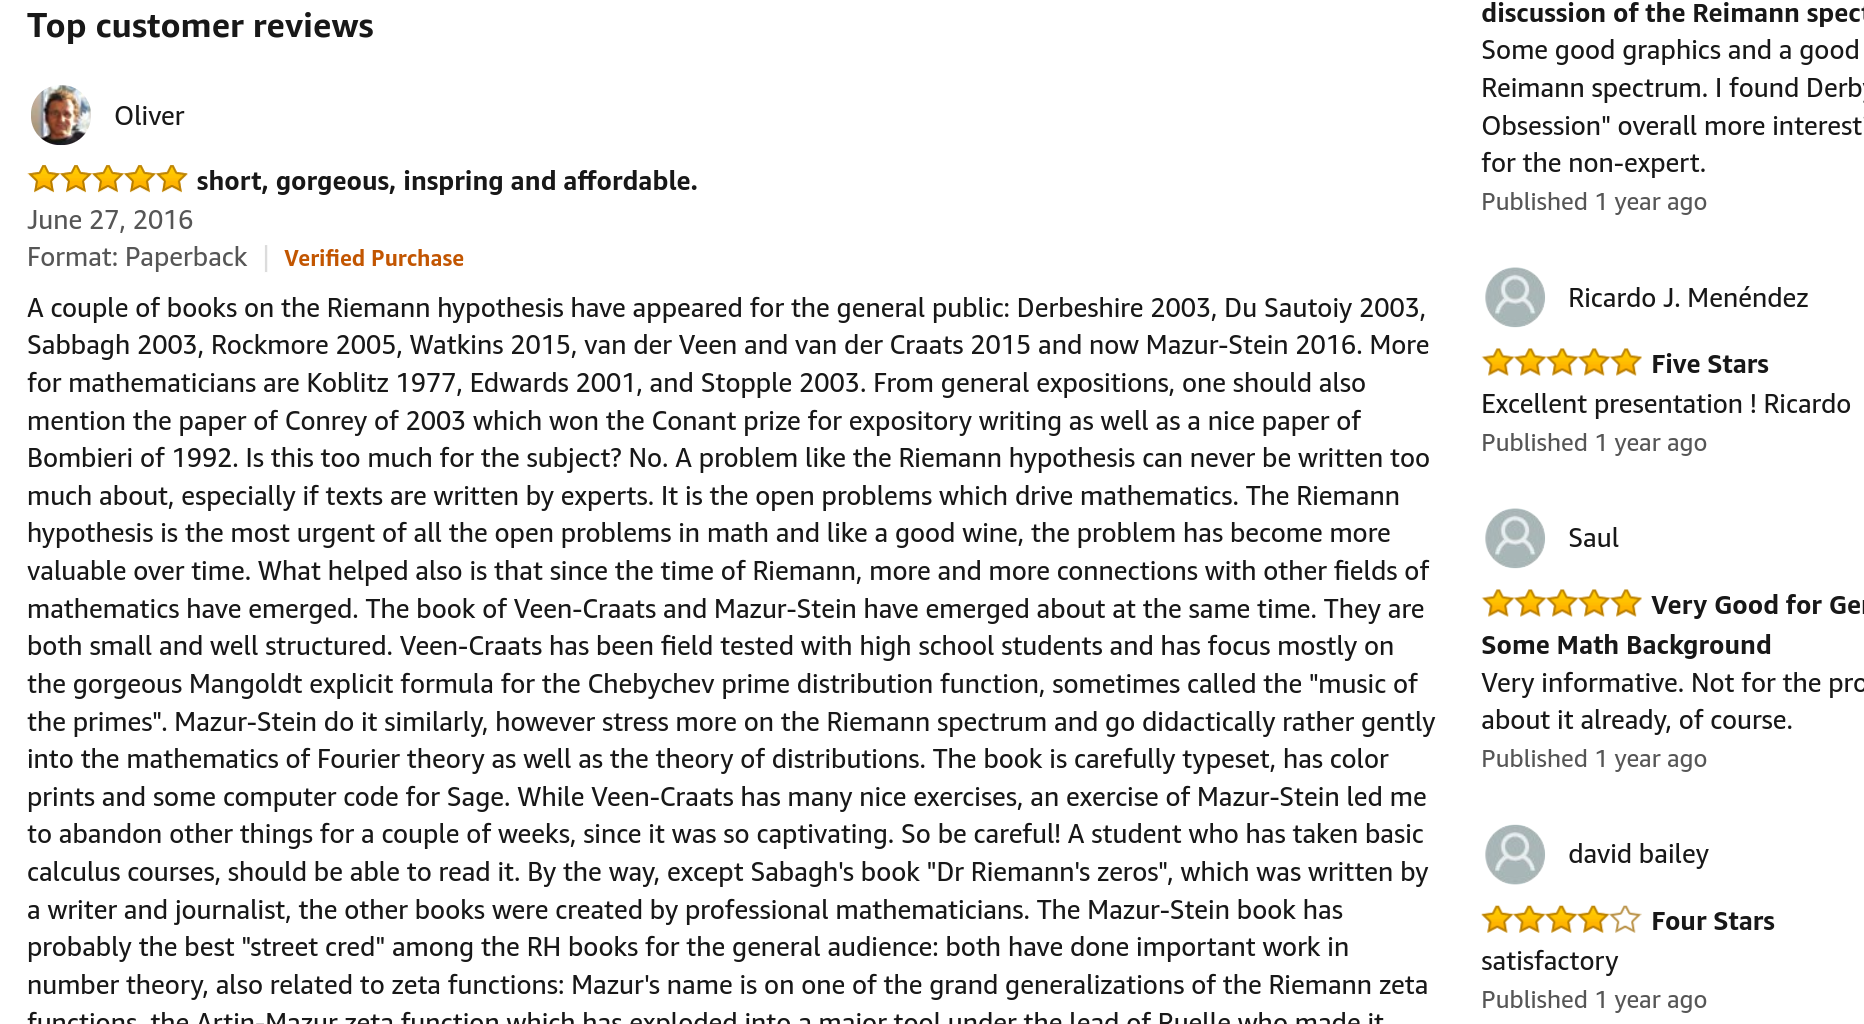 Top customer reviews
Oliver
short, gorgeous, inspring and affordable.
June 27, 2016
Format: Paperback
Verified Purchase
A couple of books on the Riemann hypothesis have appeared for the general public: Derbeshire 2003, Du Sautoiy 2003,
Sabbagh 2003, Rockmore 2005, Watkins 2015, van der Veen and van der Craats 2015 and now Mazur-Stein 2016. More
for mathematicians are Koblitz 1977, Edwards 2001, and Stopple 2003. From general expositions, one should also
mention the paper of Conrey of 2003 which won the Conant prize for expository writing as well as a nice paper of
Bombieri of 1992. Is this too much for the subject? No. A problem like the Riemann hypothesis can never be written too
much about, especially if texts are written by experts. It is the open problems which drive mathematics. The Riemann
hypothesis is the most urgent of all the open problems in math and like a good wine, the problem has become more
valuable over time. What helped also is that since the time of Riemann, more and more connections with other fields of
mathematics have emerged. The book of Veen-Craats and Mazur-Stein have emerged about at the same time. They are
both small and well structured. Veen-Craats has been field tested with high school students and has focus mostly on
the gorgeous Mangoldt explicit formula for the Chebychev prime distribution function, sometimes called the "music of
the primes". Mazur-Stein do it similarly, however stress more on the Riemann spectrum and go didactically rather gently
into the mathematics of Fourier theory as well as the theory of distributions. The book is carefully typeset, has color
prints and some computer code for Sage. While Veen-Craats has many nice exercises, an exercise of Mazur-Stein led me
to abandon other things for a couple of weeks, since it was so captivating. So be careful! A student who has taken basic
calculus courses, should be able to read it. By the way, except Sabagh's book "Dr Riemann's zeros", which was written by
a writer and journalist, the other books were created by professional mathematicians. The Mazur-Stein book has
probably the best "street cred" among the RH books for the general audience: both have done important work in
number theory, also related to zeta functions: Mazur's name is on one of the grand generalizations of the Riemann zeta
functions, the Artin-Mazur zeta function which has exploded into a major tool under the lead of Ruelle who made it
discussion of the Reimann
Some good graphics and a good
Reimann spectrum. I found
Obsession" overall more
for the non-expert.
Published 1 year ago
Ricardo J. Menéndez
Five Stars
Excellent presentation ! Ricardo
Published 1 year ago
Saul
Very Good for
Some Math Background
Very informative. Not for the
about it already, of course.
Published 1 year ago
david bailey
Four Stars
satisfactory
Published 1 year ago